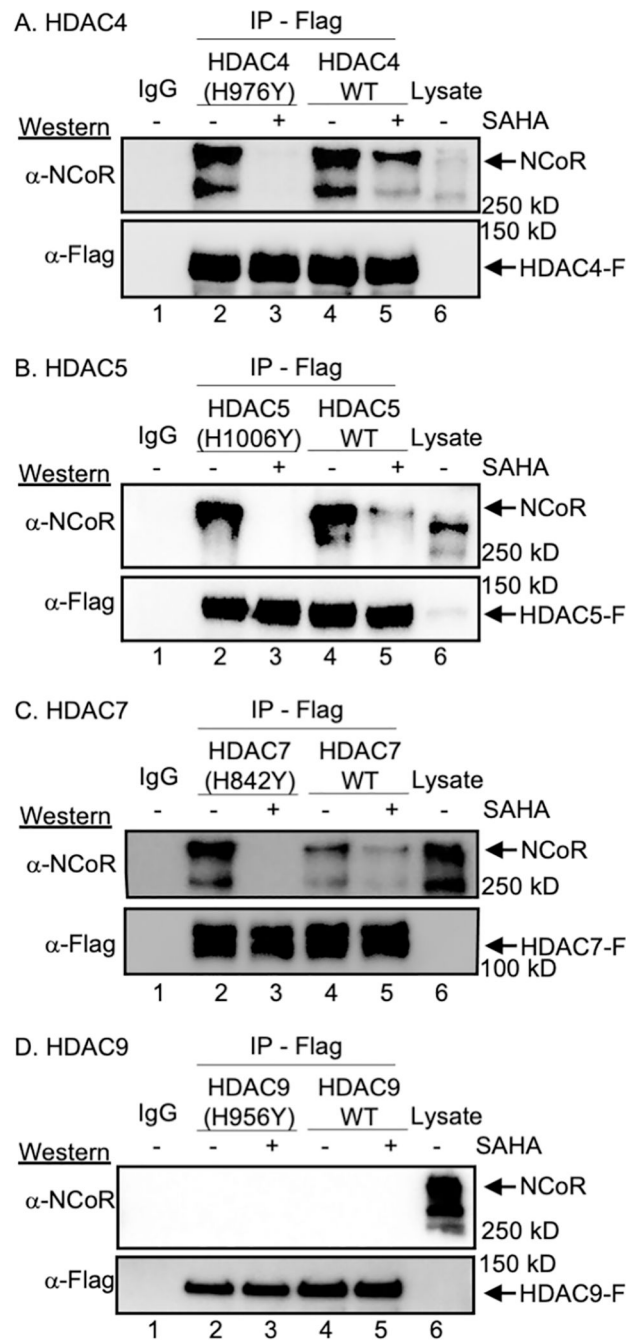 A. HDAC4
IP - Flag
HDAC4 HDAC4
IgG (H976Y) WT Lysate
Western - - + - + - SAHA
α-NCoR NCoR
250 kD
150 kD
α-Flag HDAC4-F
1 2 3 4 5 6
B. HDAC5
IP - Flag
HDAC5 HDAC5
IgG (H1006Y) WT Lysate
Western - - + - + - SAHA
α-NCoR NCoR
250 kD
150 kD
α-Flag HDAC5-F
1 2 3 4 5 6
C. HDAC7
IP - Flag
HDAC7 HDAC7
IgG (H842Y) WT Lysate
Western - - + - + - SAHA
α-NCoR NCoR
250 kD
α-Flag HDAC7-F
100 kD
1 2 3 4 5 6
D. HDAC9
IP - Flag
HDAC9 HDAC9
IgG (H956Y) WT Lysate
Western - - + - + - SAHA
α-NCoR NCoR
250 kD
150 kD
α-Flag HDAC9-F
1 2 3 4 5 6